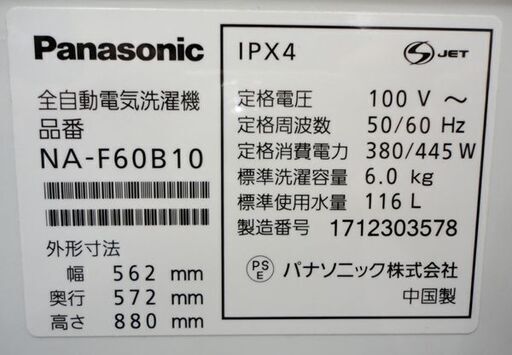 Panasonic
全自動電気洗濯機
品番
NA-F60B10
外形寸法
幅 562 mm
奥行 572 mm
高さ 880 mm
IPX4
S JET
定格電圧 100 V ～
定格周波数 50/60 Hz
定格消費電力 380/445 W
標準洗濯容量 6.0 kg
標準使用水量 116 L
製造番号 1712303578
PS
E
パナソニック株式会社
中国製